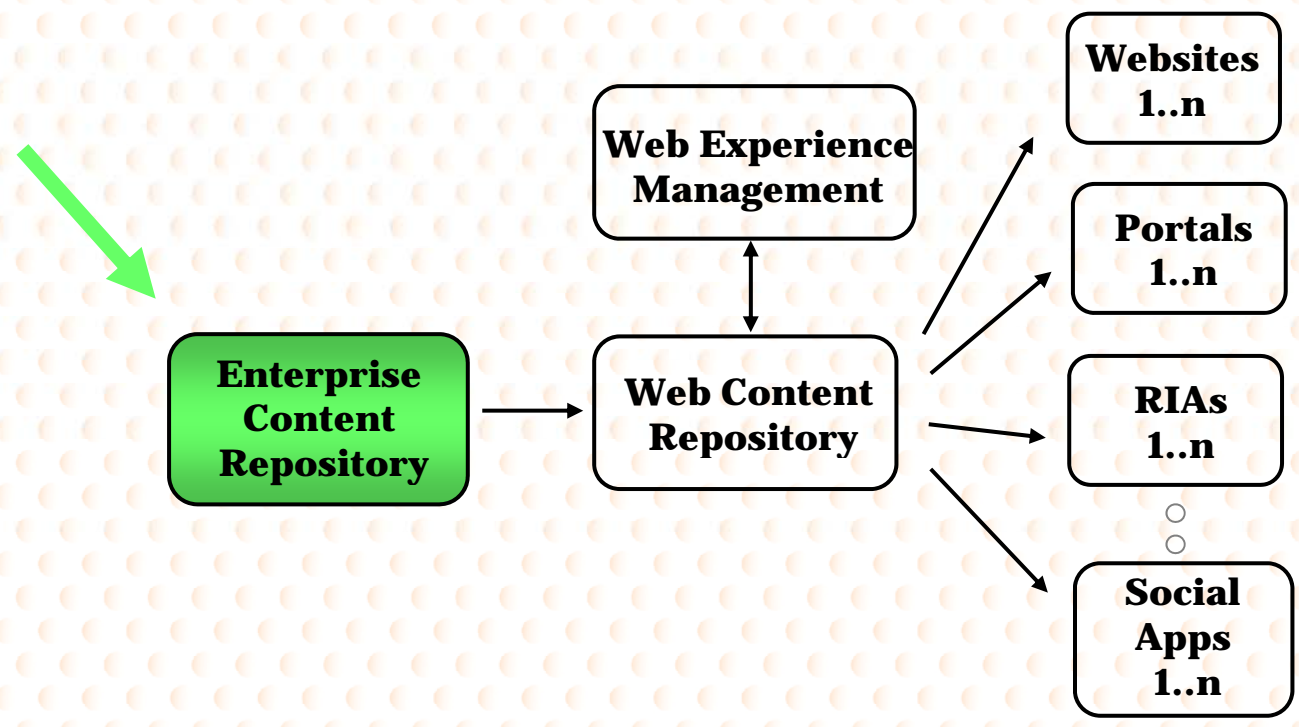 Websites
1..n
Web Experience
Management
Portals
1..n
Enterprise
Content
Repository
Web Content
Repository
RIAs
1..n
Social
Apps
1..n